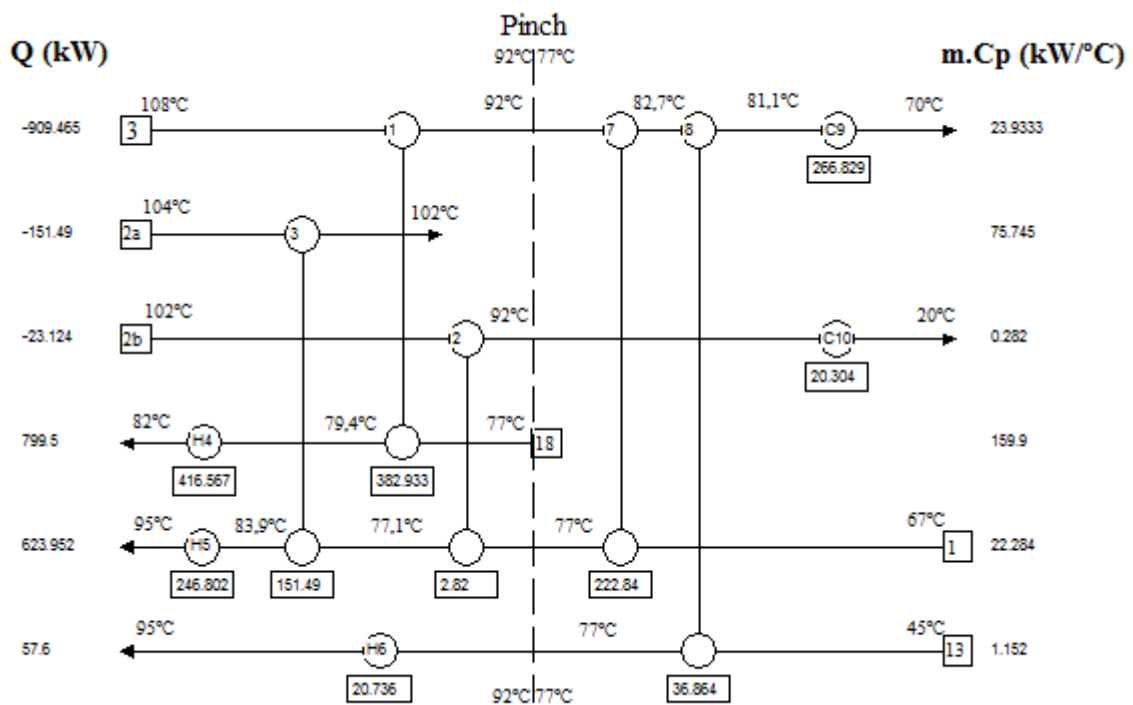 Pinch
Q (kW) 92°C 77°C m.Cp (kW/°C)
108°C 92°C 82,7°C 81,1°C 70°C
-909.465 3 1 7 8 C9 23.9333
266.829
104°C 102°C
-151.49 2a 3 75.745
102°C 92°C 20°C
-23.124 2b 2 C10 0.282
20.304
82°C 79,4°C 77°C
799.5 H4 18 159.9
416.567 382.933
95°C 83,9°C 77,1°C 77°C 67°C
623.952 H5 1 22.284
246.802 151.49 2.82 222.84
95°C 77°C 45°C
57.6 H6 13 1.152
20.736 36.864
92°C 77°C